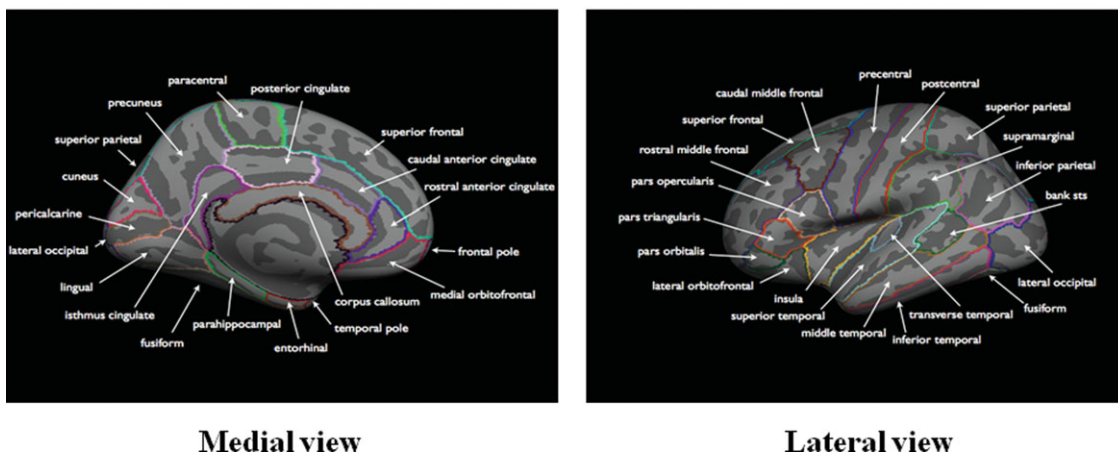 paracentral
posterior cingulate
precuneus
superior frontal
superior parietal
caudal anterior cingulate
cuneus
rostral anterior cingulate
pericalcarine
lateral occipital
frontal pole
lingual
medial orbitofrontal
isthmus cingulate
corpus callosum
parahippocampal
temporal pole
fusiform
entorhinal
Medial view
precentral
postcentral
caudal middle frontal
superior parietal
superior frontal
supramarginal
rostral middle frontal
inferior parietal
pars opercularis
bank sts
pars triangularis
pars orbitalis
lateral occipital
lateral orbitofrontal
fusiform
insula
transverse temporal
superior temporal
middle temporal
inferior temporal
Lateral view